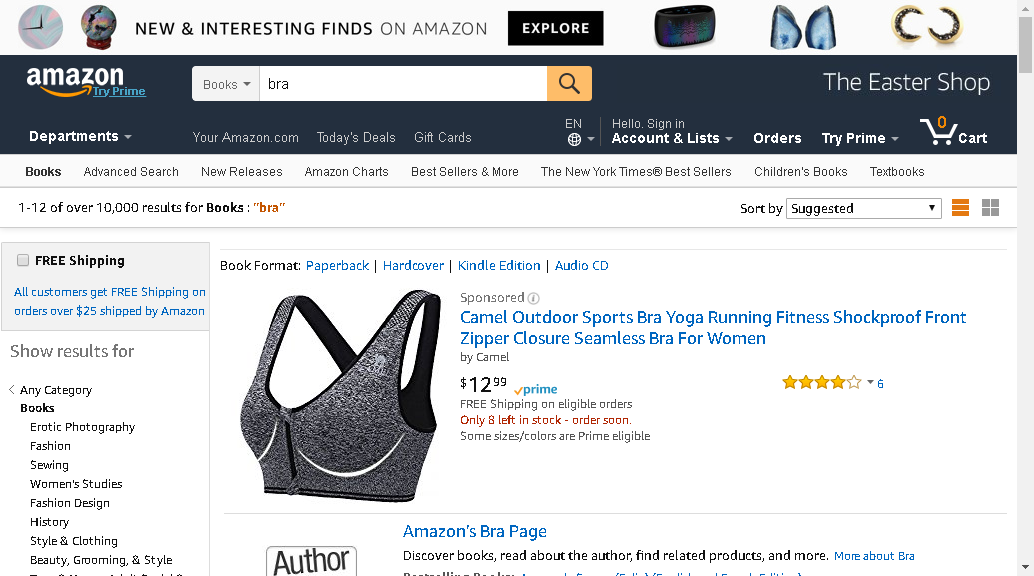 NEW & INTERESTING FINDS ON AMAZON EXPLORE
amazon
Try Prime
Books bra
The Easter Shop
Departments
Your Amazon.com Today's Deals Gift Cards
EN
Hello. Sign in
Account & Lists
Orders
Try Prime
0
Cart
Books Advanced Search New Releases Amazon Charts Best Sellers & More The New York Times® Best Sellers Children's Books Textbooks
1-12 of over 10,000 results for Books : "bra"
Sort by Suggested
FREE Shipping
All customers get FREE Shipping on
orders over $25 shipped by Amazon
Show results for
Any Category
Books
Erotic Photography
Fashion
Sewing
Women's Studies
Fashion Design
History
Style & Clothing
Beauty, Grooming, & Style
Book Format: Paperback | Hardcover | Kindle Edition | Audio CD
Sponsored
Camel Outdoor Sports Bra Yoga Running Fitness Shockproof Front
Zipper Closure Seamless Bra For Women
by Camel
$12 99 prime
6
FREE Shipping on eligible orders
Only 8 left in stock - order soon.
Some sizes/colors are Prime eligible
Author
Amazon's Bra Page
Discover books, read about the author, find related products, and more. More about Bra